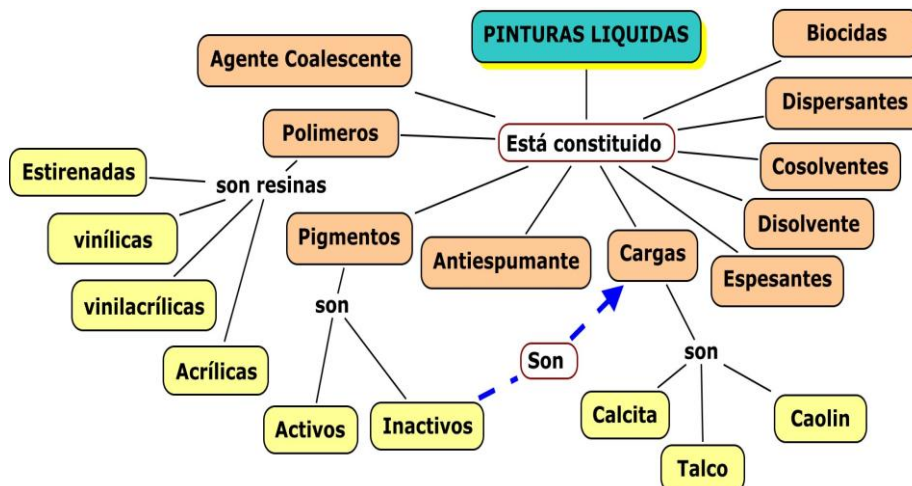 PINTURAS LIQUIDAS
Biocidas
Agente Coalescente
Dispersantes
Polimeros
Está constituido
Estirenadas
son resinas
Cosolventes
vinílicas
Pigmentos
Antiespumante
Cargas
Disolvente
Espesantes
vinilacrílicas
son
Acrílicas
Son
son
Activos
Inactivos
Calcita
Caolin
Talco